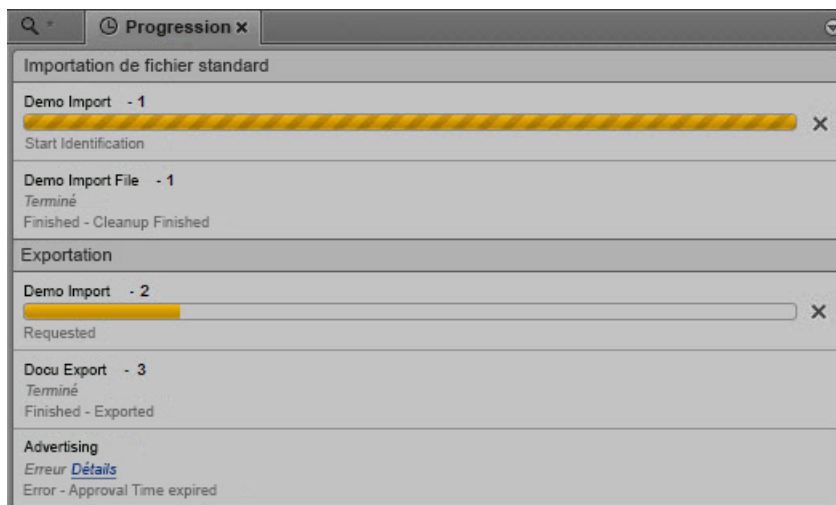 * Progression
Importation de fichier standard
Demo Import - 1
Start Identification
Demo Import File - 1
Terminé
Finished - Cleanup Finished
Exportation
Demo Import - 2
Requested
Docu Export - 3
Terminé
Finished - Exported
Advertising
Erreur Détails
Error - Approval Time expired